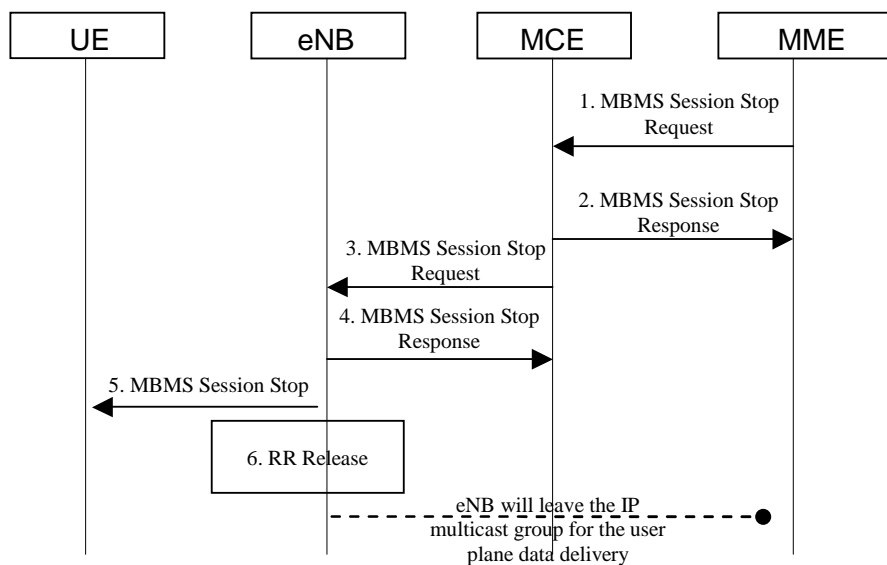 UE
eNB
MCE
MME
1. MBMS Session Stop
Request
2. MBMS Session Stop
Response
3. MBMS Session Stop
Request
4. MBMS Session Stop
Response
5. MBMS Session Stop
6. RR Release
eNB will leave the IP
multicast group for the user
plane data delivery